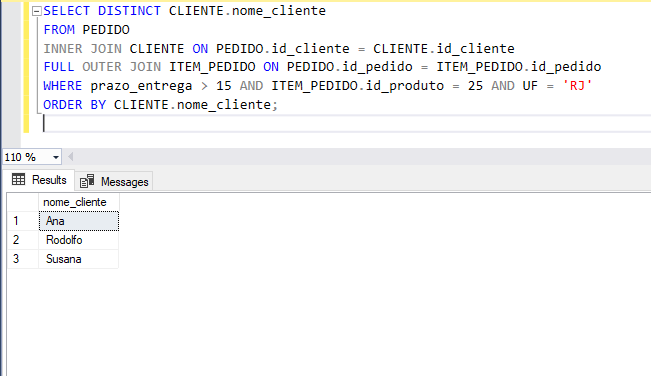 SELECT DISTINCT CLIENTE.nome_cliente
FROM PEDIDO
INNER JOIN CLIENTE ON PEDIDO.id_cliente = CLIENTE.id_cliente
FULL OUTER JOIN ITEM_PEDIDO ON PEDIDO.id_pedido = ITEM_PEDIDO.id_pedido
WHERE prazo_entrega > 15 AND ITEM_PEDIDO.id_produto = 25 AND UF = 'RJ'
ORDER BY CLIENTE.nome_cliente;
110 %
Results Messages
nome_cliente
1 Ana
2 Rodolfo
3 Susana